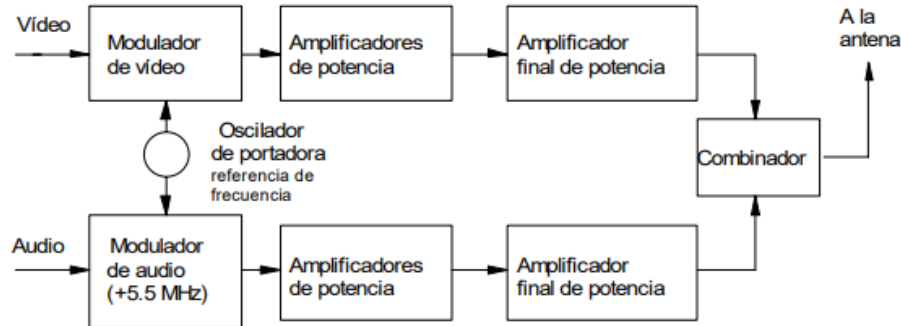 Vídeo
Modulador
de vídeo
Amplificadores
de potencia
Amplificador
final de potencia
A la
antena
Oscilador
de portadora
referencia de
frecuencia
Combinador
Audio
Modulador
de audio
(+5.5 MHz)
Amplificadores
de potencia
Amplificador
final de potencia